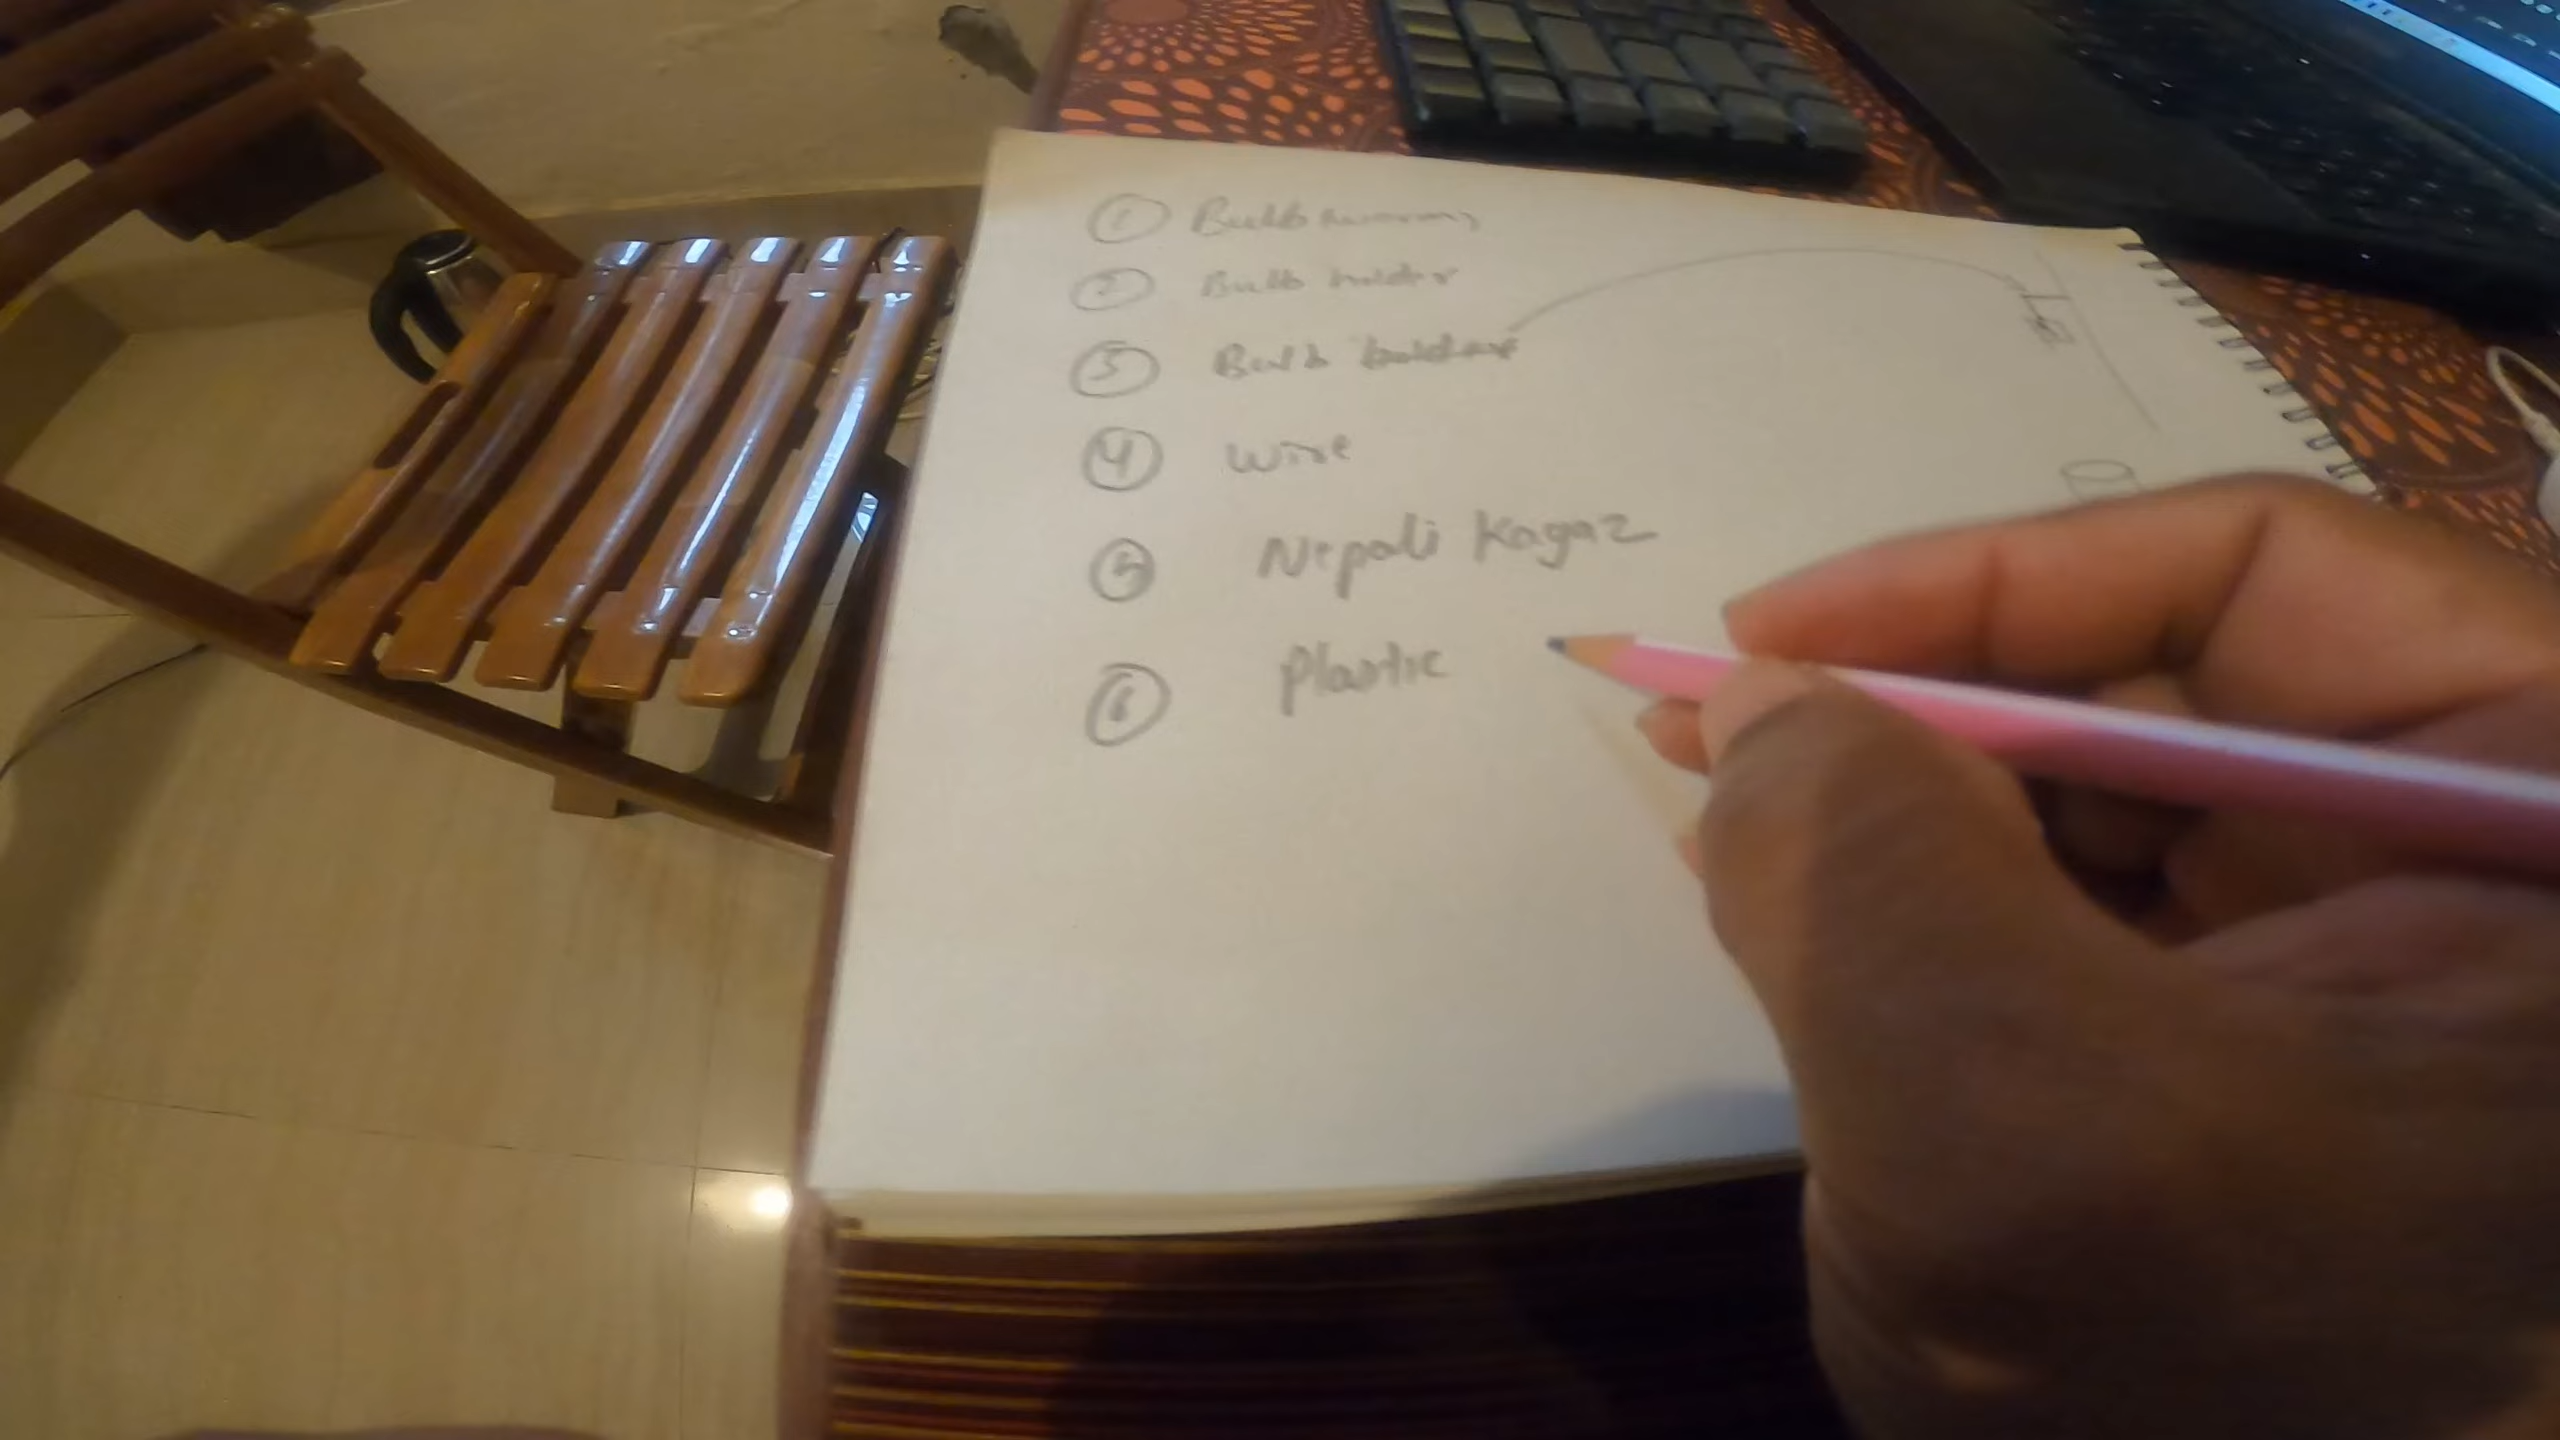 ① Bulb
② Bulb holder
③ Bulb holder
④ Wire
⑤ Nepali Kagaz
⑥ Plastic